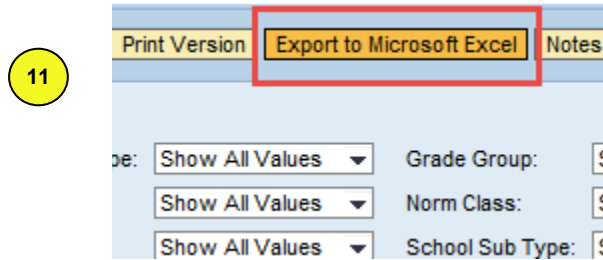 Print Version Export to Microsoft Excel Notes
11
pe: Show All Values Grade Group: S
Show All Values Norm Class: S
Show All Values School Sub Type: S